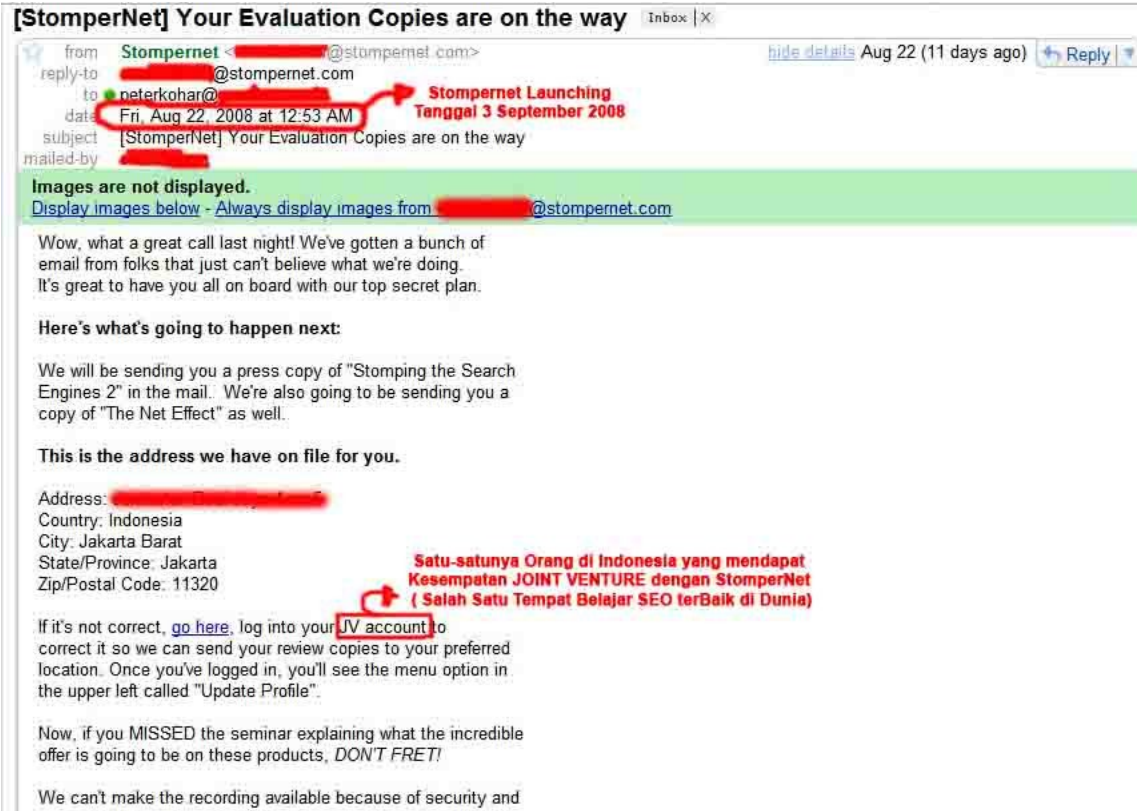 [StomperNet] Your Evaluation Copies are on the way Inbox | X
from Stompernet < @stompernet.com> hide details Aug 22 (11 days ago) Reply
reply-to @stompernet.com
to peterkohar@
Stompernet Launching
Tanggal 3 September 2008
date Fri, Aug 22, 2008 at 12:53 AM
subject [StomperNet] Your Evaluation Copies are on the way
mailed-by
Images are not displayed.
Display images below - Always display images from @stompernet.com
Wow, what a great call last night! We've gotten a bunch of
email from folks that just can't believe what we're doing.
It's great to have you all on board with our top secret plan.
Here's what's going to happen next:
We will be sending you a press copy of "Stomping the Search
Engines 2" in the mail. We're also going to be sending you a
copy of "The Net Effect" as well.
This is the address we have on file for you.
Address:
Country: Indonesia
City: Jakarta Barat
State/Province: Jakarta
Zip/Postal Code: 11320
Satu-satunya Orang di Indonesia yang mendapat
Kesempatan JOINT VENTURE dengan StomperNet
( Salah Satu Tempat Belajar SEO terBaik di Dunia)
If it's not correct, go here, log into your JV account to
correct it so we can send your review copies to your preferred
location. Once you've logged in, you'll see the menu option in
the upper left called "Update Profile".
Now, if you MISSED the seminar explaining what the incredible
offer is going to be on these products, DON'T FRET!
We can't make the recording available because of security and